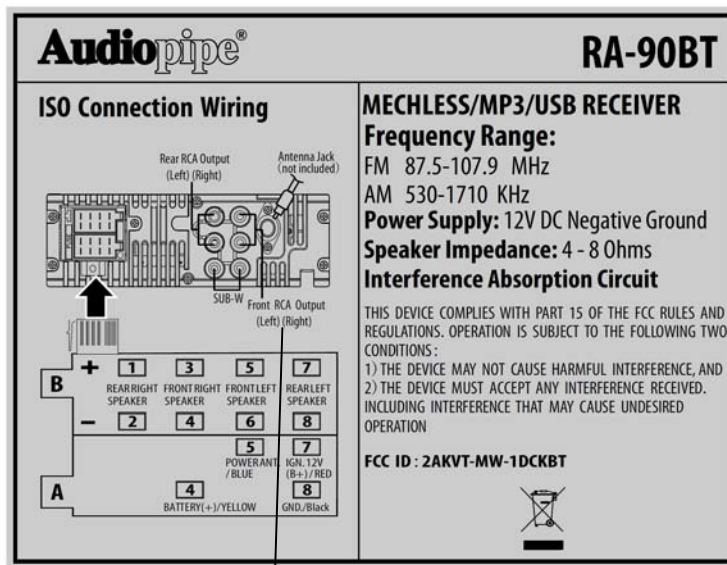 Audiopipe®
RA-90BT
ISO Connection Wiring
Rear RCA Output
(Left) (Right)
Antenna Jack
(not included)
SUB-W
Front RCA Output
(Left) (Right)
B
+ 1 3 5 7
REAR RIGHT FRONT RIGHT FRONT LEFT REAR LEFT
SPEAKER SPEAKER SPEAKER SPEAKER
- 2 4 6 8
A
5 7
POWER ANT. IGN. 12V
/BLUE (B+)/RED
4 8
BATTERY(+)/YELLOW GND./Black
MECHLESS/MP3/USB RECEIVER
Frequency Range:
FM 87.5-107.9 MHz
AM 530-1710 KHz
Power Supply: 12V DC Negative Ground
Speaker Impedance: 4 - 8 Ohms
Interference Absorption Circuit
THIS DEVICE COMPLIES WITH PART 15 OF THE FCC RULES AND
REGULATIONS. OPERATION IS SUBJECT TO THE FOLLOWING TWO
CONDITIONS:
1) THE DEVICE MAY NOT CAUSE HARMFUL INTERFERENCE, AND
2) THE DEVICE MUST ACCEPT ANY INTERFERENCE RECEIVED.
INCLUDING INTERFERENCE THAT MAY CAUSE UNDESIRED
OPERATION
FCC ID : 2AKVT-MW-1DCKBT